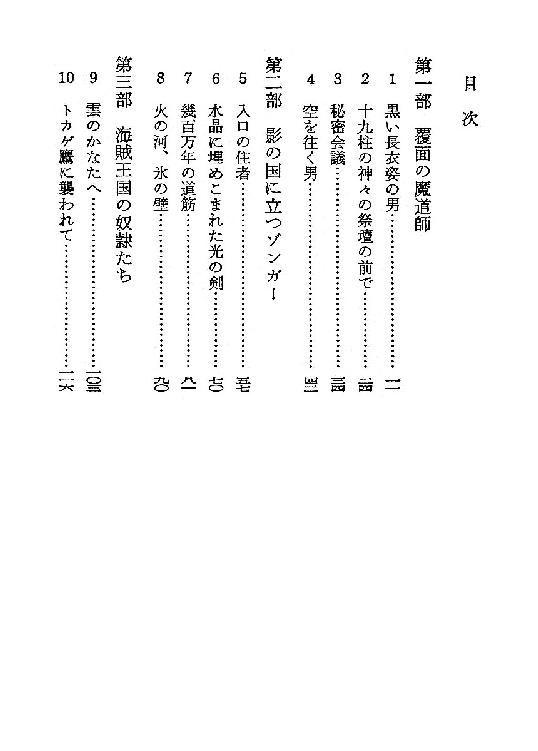 目次
第一部 覆面の魔道師
1 黒い長衣姿の男…………一一
2 十九柱の神々の祭壇の前で…………二四
3 秘密会議…………三四
4 空を往く男…………四三
第二部 影の国に立つゾンガー
5 入口の住者…………五七
6 水晶に埋めこまれた光の剣…………七〇
7 幾百万年の道筋…………八一
8 火の河、氷の壁…………九〇
第三部 海賊王国の奴隷たち
9 雲のかなたへ…………一〇三
10 トカゲ鷹に襲われて…………一一六